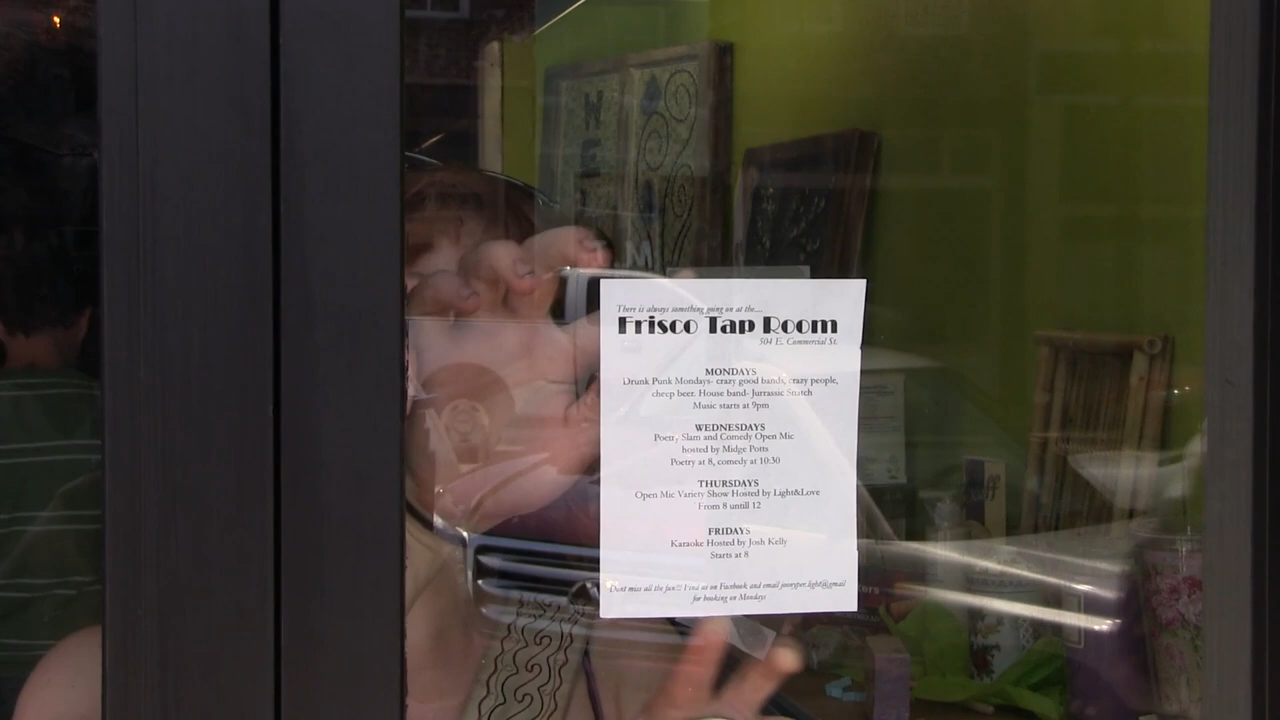 WEL
M
There is always something going on at the....
Frisco Tap Room
504 E. Commercial St.
MONDAYS
Drunk Punk Mondays- crazy good bands, crazy people,
cheep beer. House band- Jurrassic Snatch
Music starts at 9pm
WEDNESDAYS
Poetry Slam and Comedy Open Mic
hosted by Midge Potts
Poetry at 8, comedy at 10:30
THURSDAYS
Open Mic Variety Show Hosted by Light&Love
From 8 untill 12
FRIDAYS
Karaoke Hosted by Josh Kelly
Starts at 8
Dont miss all the fun!!! Find us on Facebook and email
for booking on Mondays